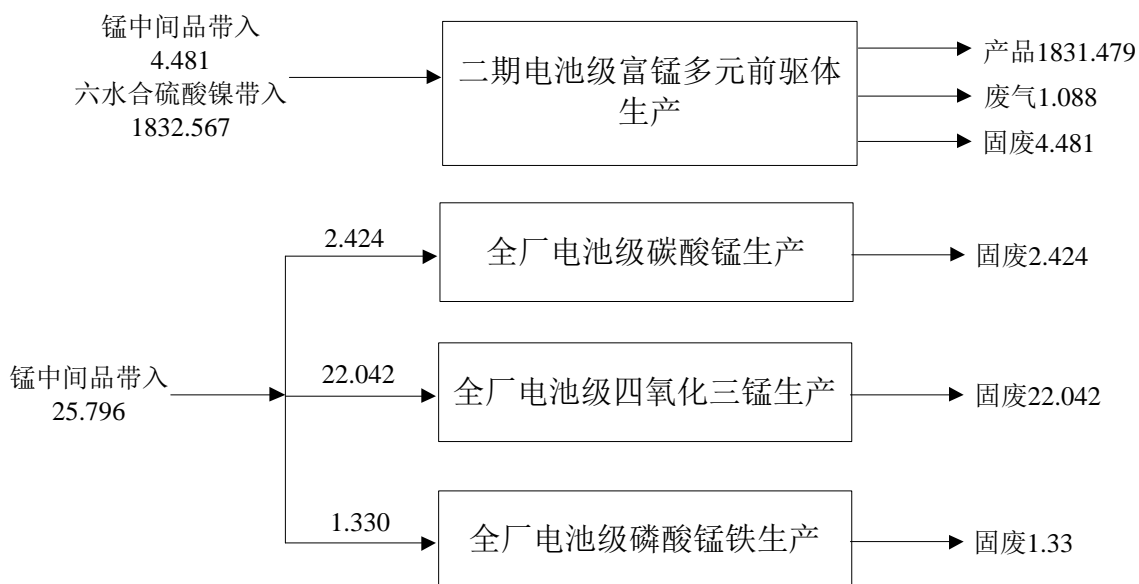 锰中间品带入
4.481
六水合硫酸镍带入
1832.567
二期电池级富锰多元前驱体
生产
产品1831.479
废气1.088
固废4.481
2.424
全厂电池级碳酸锰生产
固废2.424
锰中间品带入
25.796
22.042
全厂电池级四氧化三锰生产
固废22.042
1.330
全厂电池级磷酸锰铁生产
固废1.33